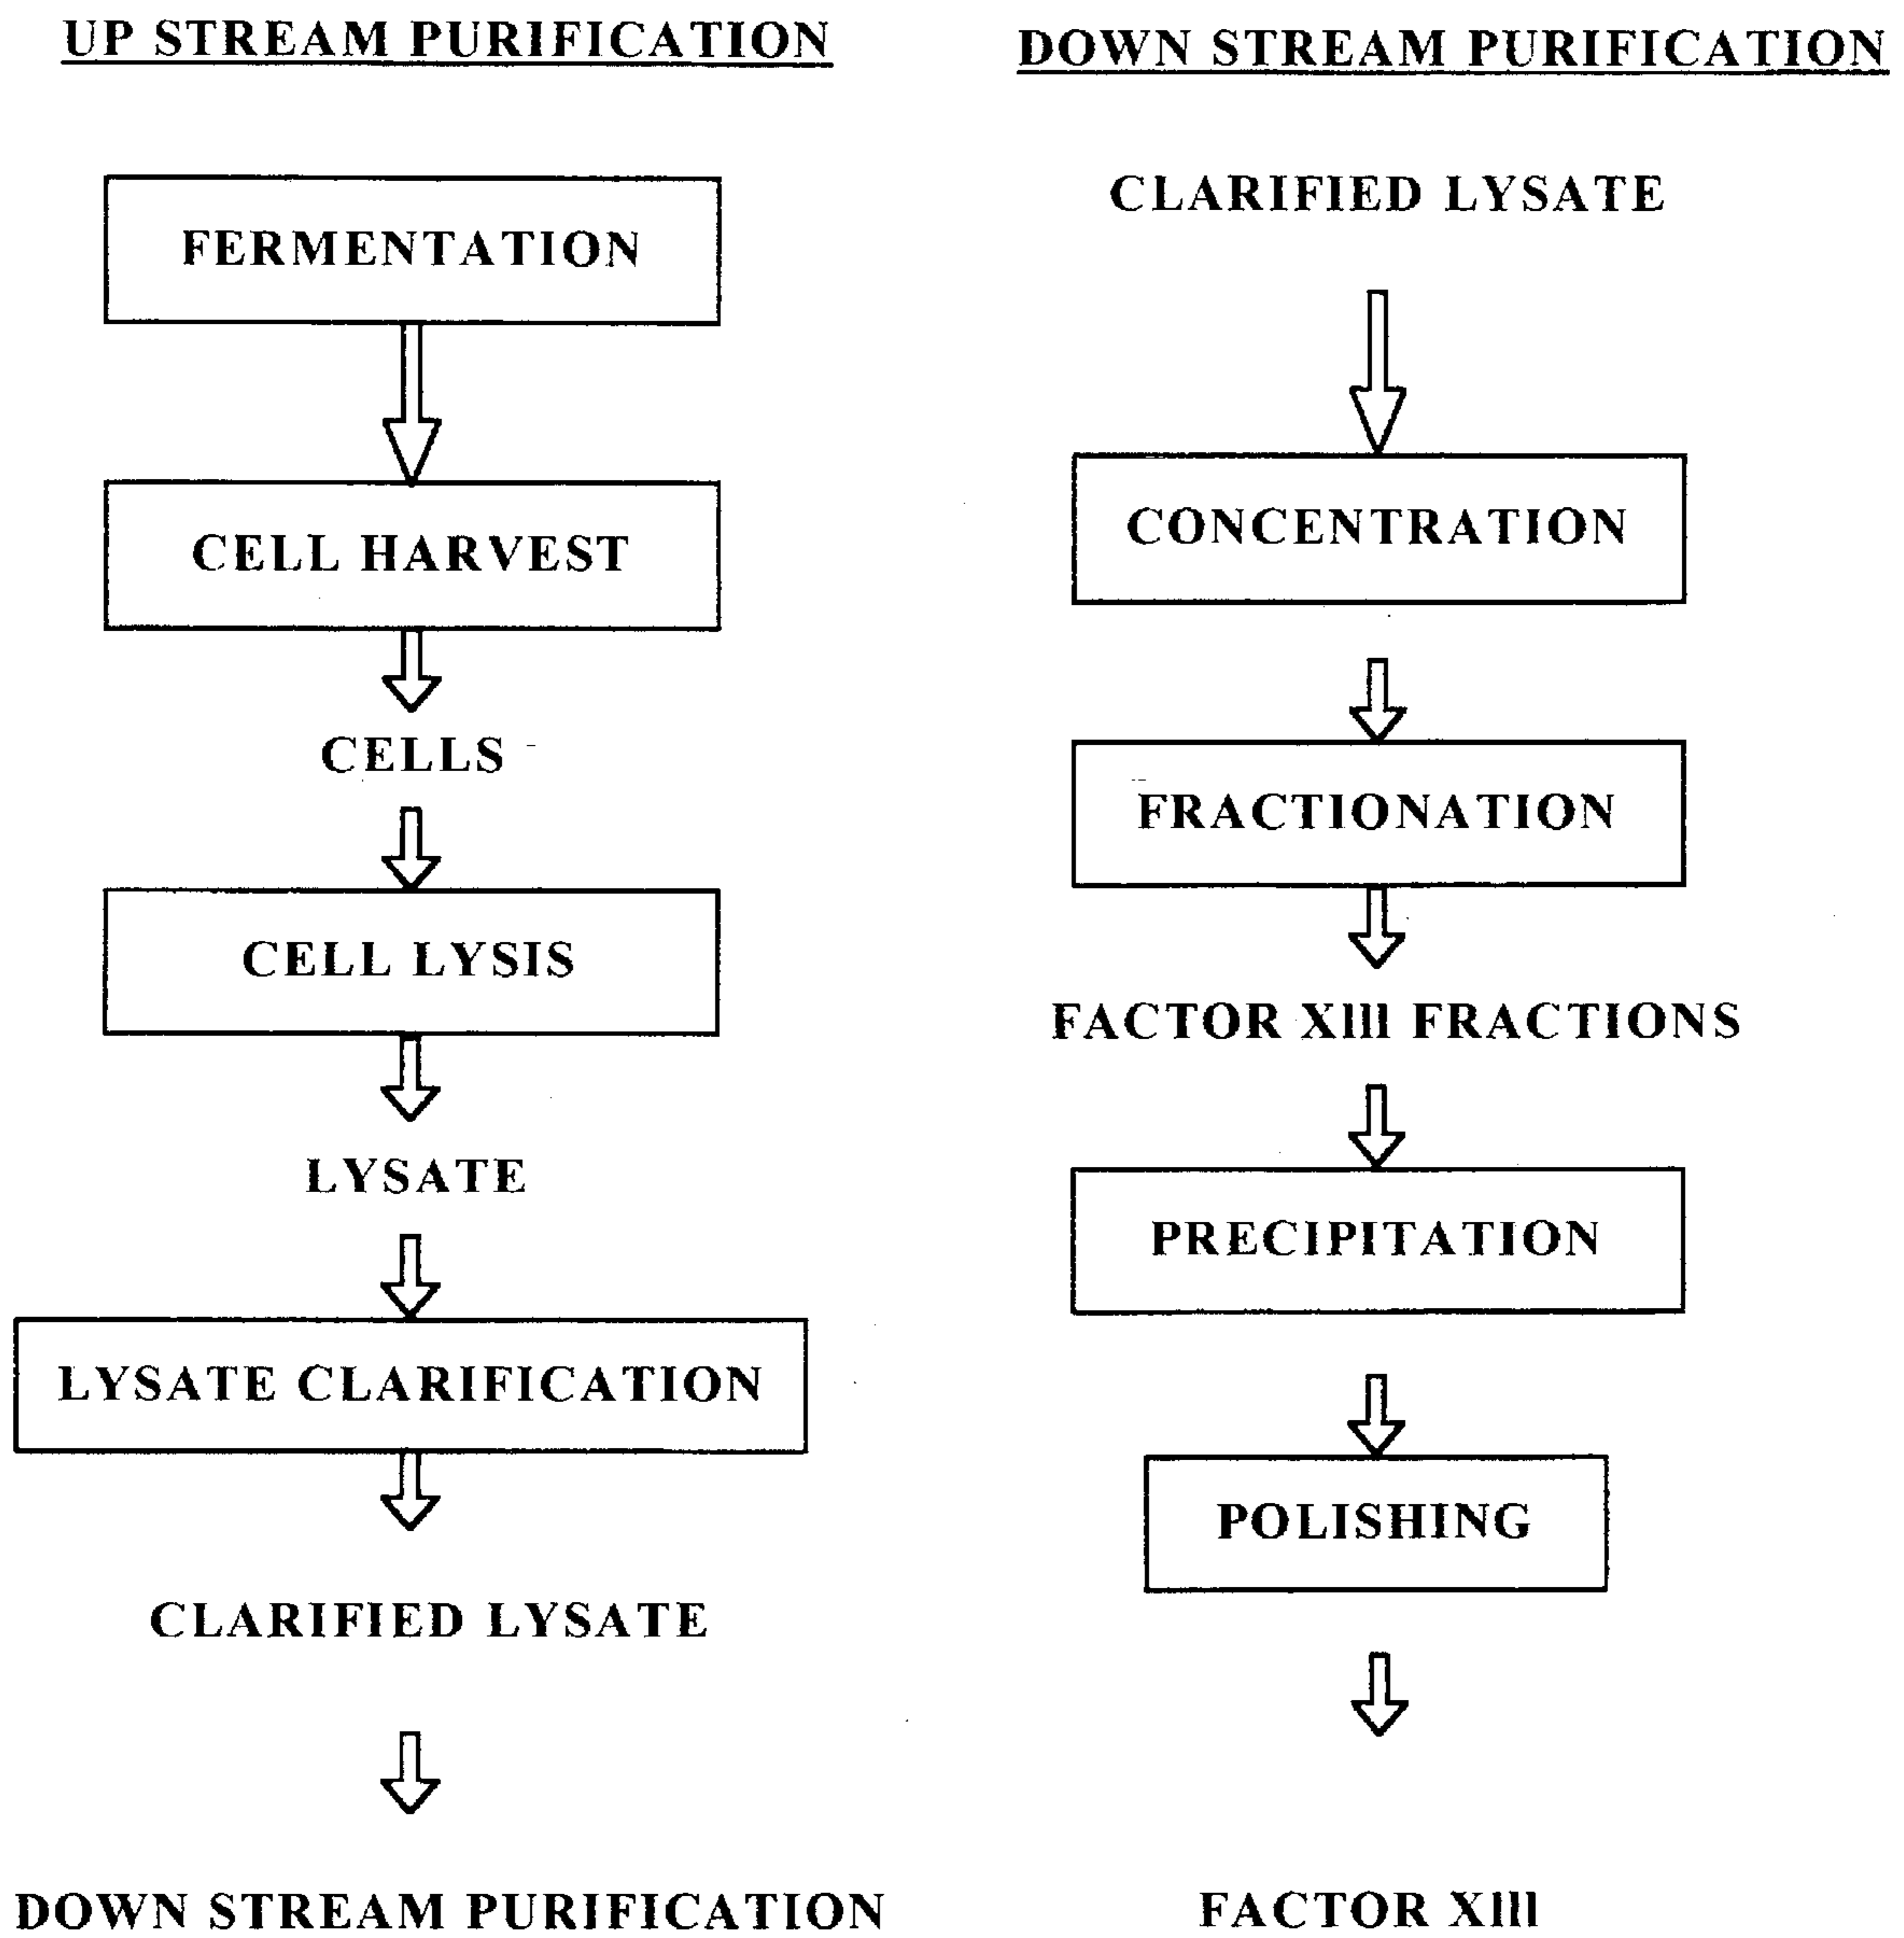 UP STREAM PURIFICATION
FERMENTATION
CELL HARVEST
CELLS
CELL LYSIS
LYSATE
LYSATE CLARIFICATION
CLARIFIED LYSATE
DOWN STREAM PURIFICATION
DOWN STREAM PURIFICATION
CLARIFIED LYSATE
CONCENTRATION
FRACTIONATION
FACTOR XIII FRACTIONS
PRECIPITATION
POLISHING
FACTOR XIII